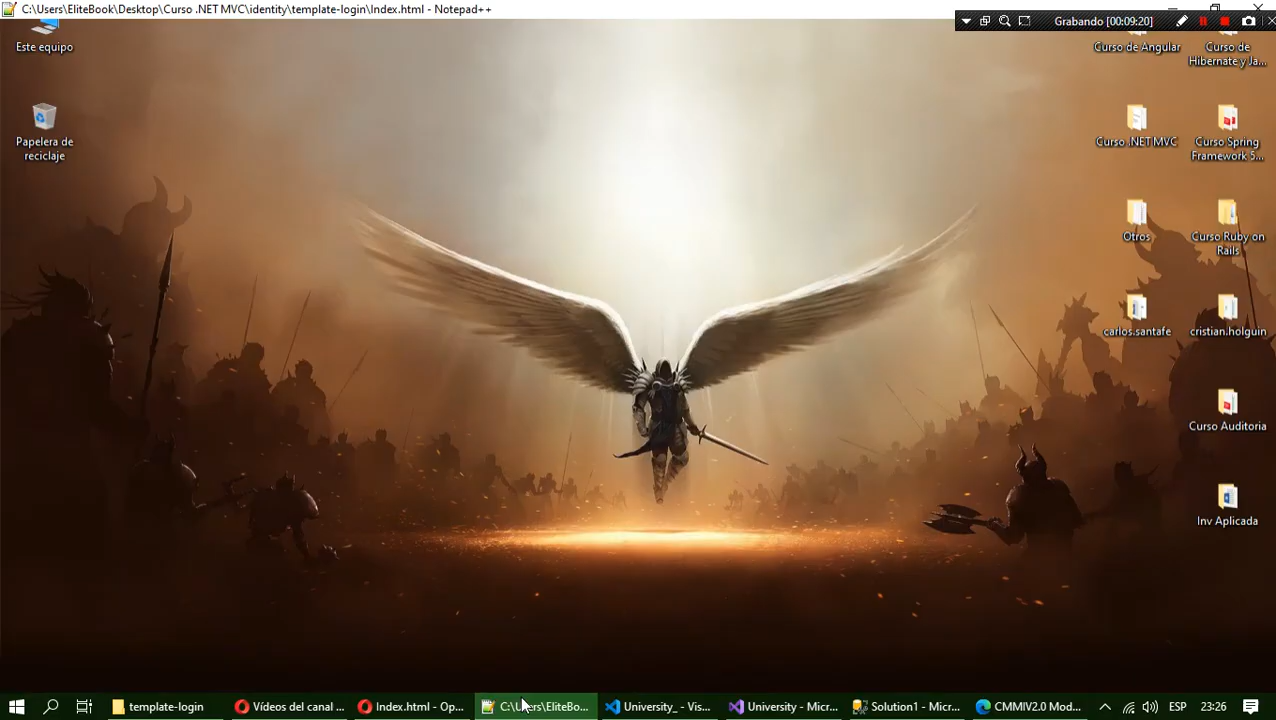 C:\Users\EliteBook\Desktop\Curso .NET MVC\identity\template-login\Index.html - Notepad++
Grabando [00:09:20]
Este equipo
Papelera de
reciclaje
Curso de Angular
Curso de
Hibernate y Ja...
Curso .NET MVC
Curso Spring
Framework 5...
Otros
Curso Ruby on
Rails
carlos.santafe
cristian.holguin
Curso Auditoria
Inv Aplicada
template-login
Vídeos del canal ...
Index.html - Op...
C:\Users\EliteBo...
University_ - Vis...
University - Micr...
Solution1 - Micr...
CMMIV2.0 Mod...
ESP
23:26